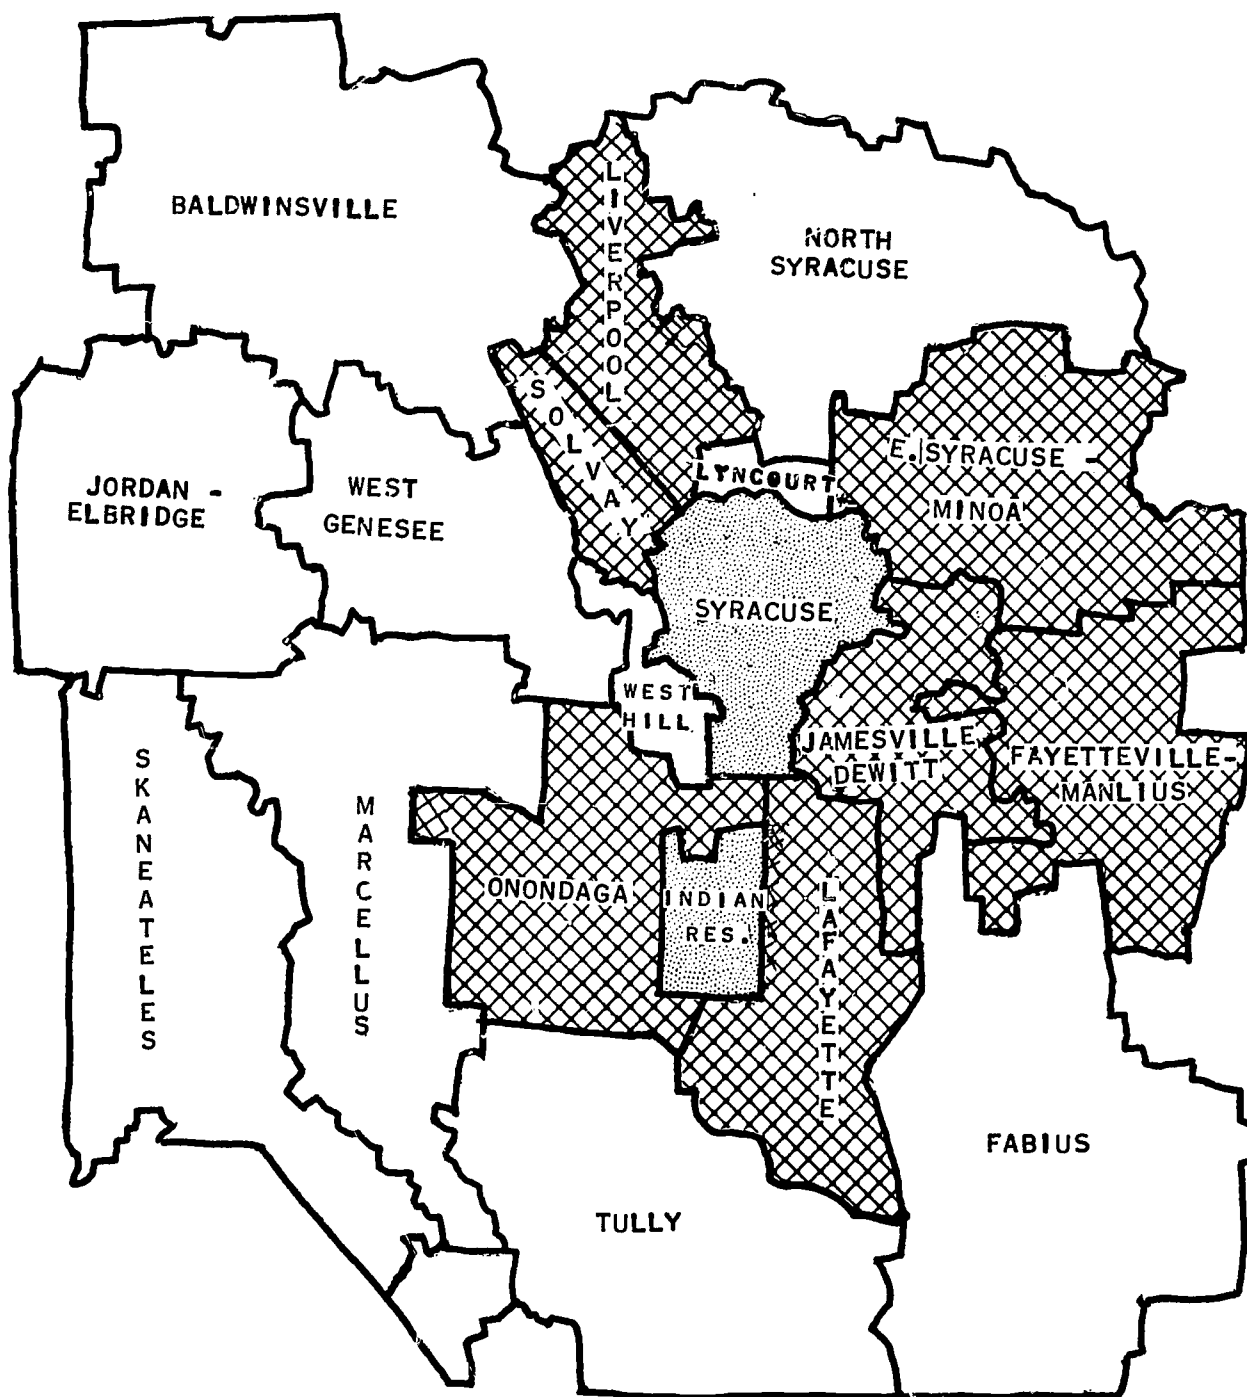 BALDWINSVILLE
LIVERPOOL
NORTH
SYRACUSE
SOLVAY
E. SYRACUSE -
MINOA
LYNCOURT
JORDAN -
ELBRIDGE
WEST
GENESEE
SYRACUSE
WEST
HILL
JAMESVILLE
DEWITT
FAYETTEVILLE-
MANLIUS
SKANEATELES
MARCELLUS
ONONDAGA
INDIAN
RES.
LAFAYETTE
FABIUS
TULLY